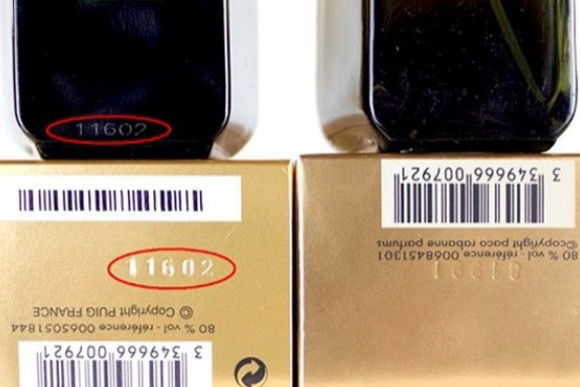 11602
11602
© Copyright PUIG FRANCE
80 % vol - référence 0065051844
3 349666 007921
3 349666 007921
©copyright paco rabanne parfums
80 % vol - référence 0068451301